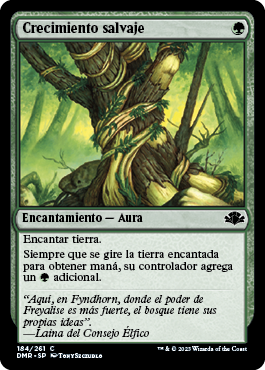 Crecimiento salvaje
Encantamiento — Aura
Encantar tierra.
Siempre que se gire la tierra encantada
para obtener maná, su controlador agrega
un adicional.
"Aquí, en Fyndhorn, donde el poder de
Freyalise es más fuerte, el bosque tiene sus
propias ideas".
—Laina del Consejo Élfico
184/261 C
DMR • SP Tony Szczudlo
™ & © 2023 Wizards of the Coast